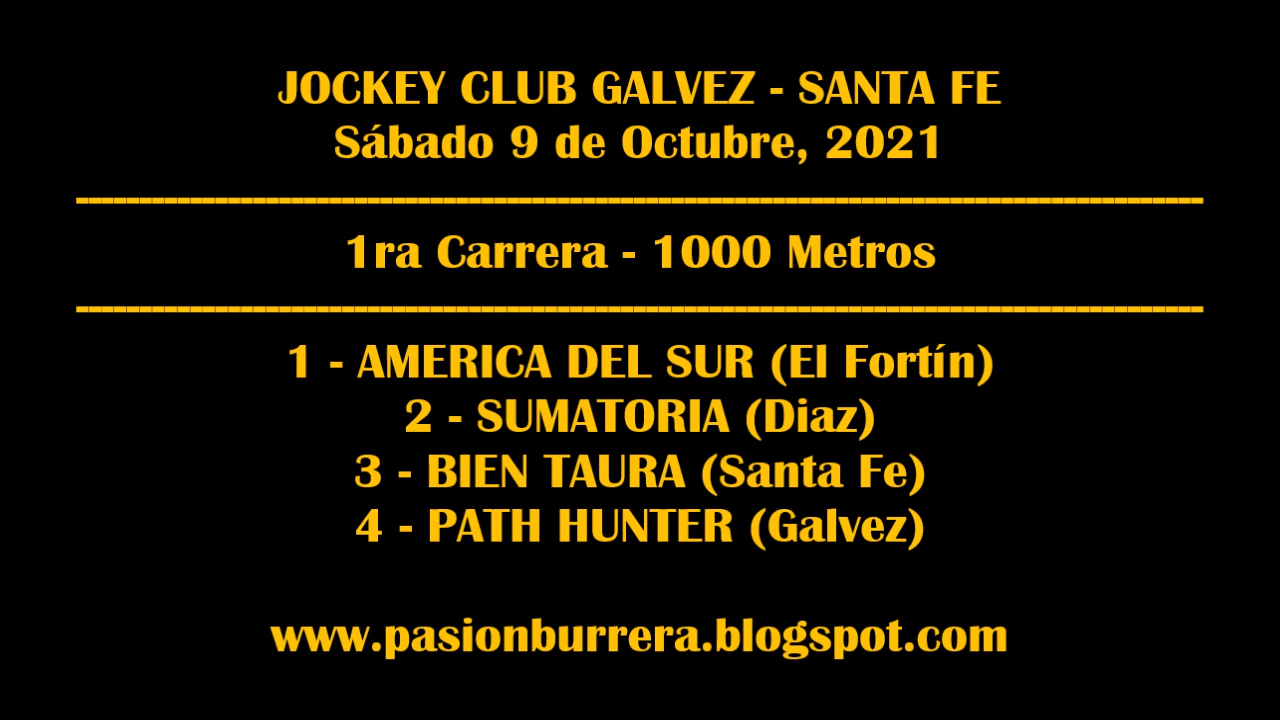 JOCKEY CLUB GALVEZ - SANTA FE
Sábado 9 de Octubre, 2021
1ra Carrera - 1000 Metros
1 - AMERICA DEL SUR (El Fortín)
2 - SUMATORIA (Diaz)
3 - BIEN TAURA (Santa Fe)
4 - PATH HUNTER (Galvez)
www.pasionburrera.blogspot.com